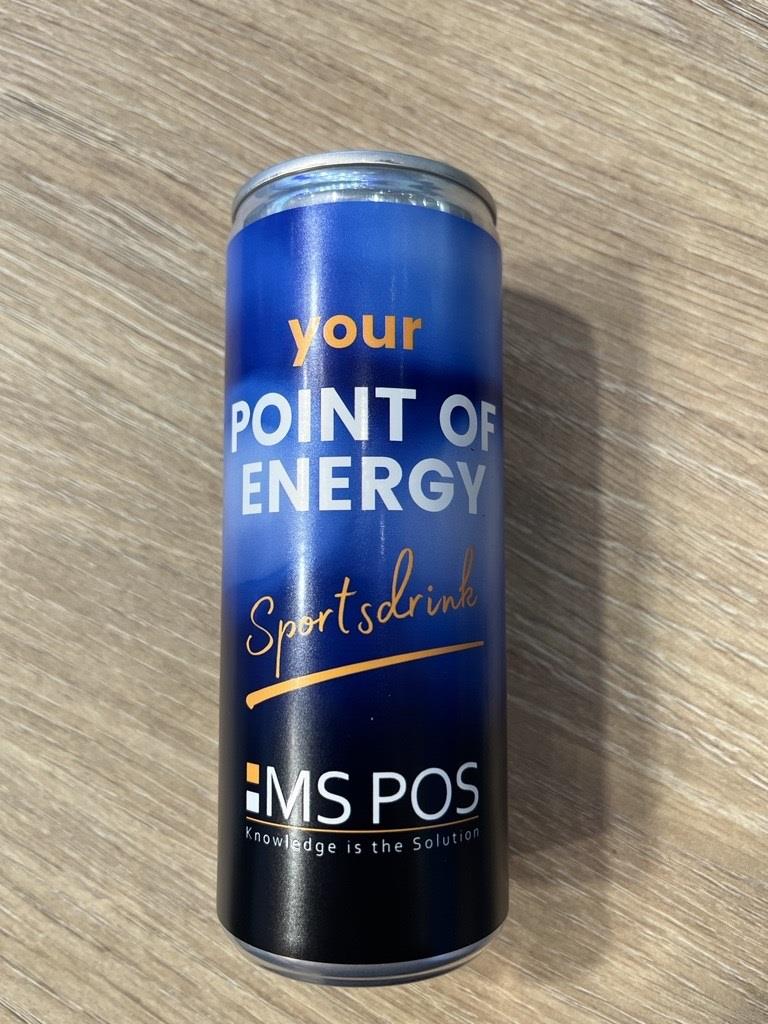 your
POINT OF
ENERGY
Sportsdrink
MS POS
Knowledge is the Solution